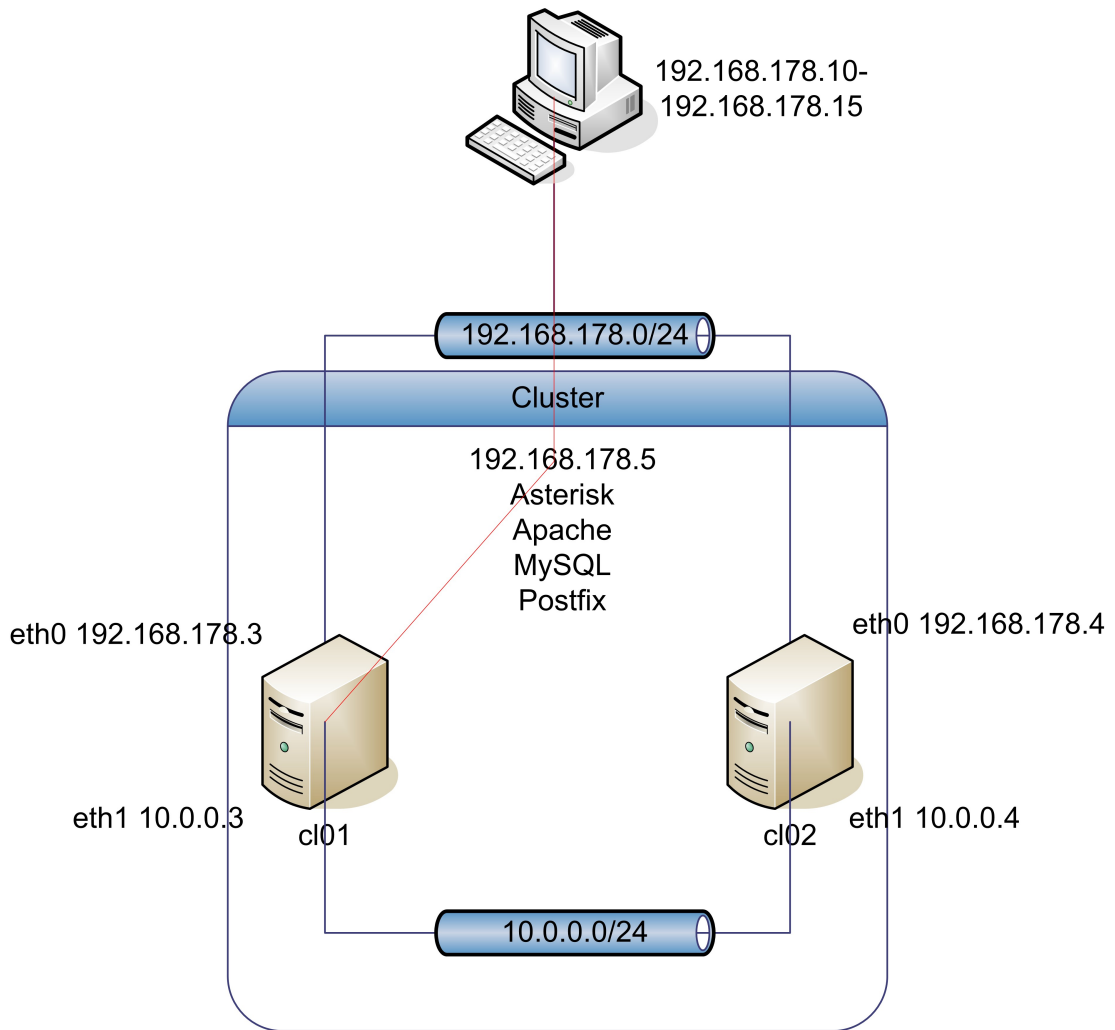 192.168.178.10-
192.168.178.15
192.168.178.0/24
Cluster
192.168.178.5
Asterisk
Apache
MySQL
Postfix
eth0 192.168.178.3
eth0 192.168.178.4
eth1 10.0.0.3
eth1 10.0.0.4
cl01
cl02
10.0.0.0/24